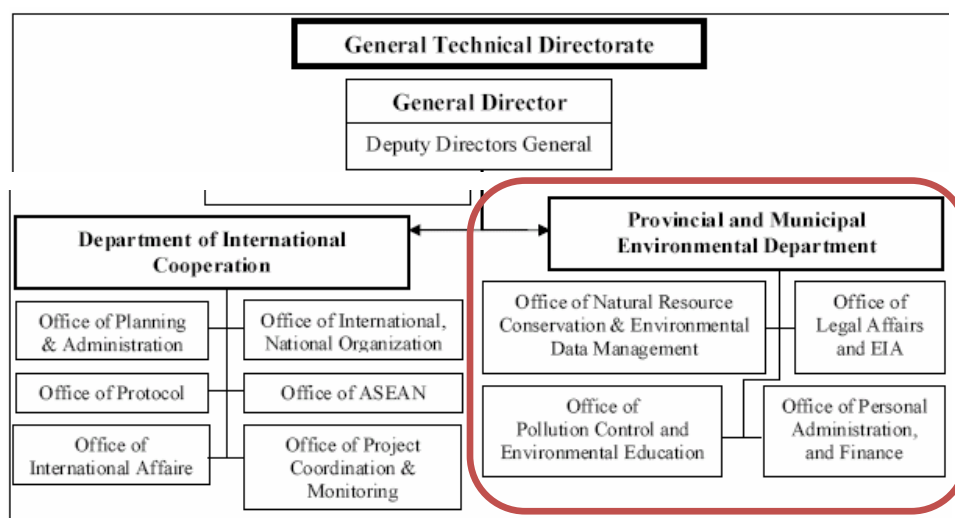 General Technical Directorate
General Director
Deputy Directors General
Department of International
Cooperation
Office of Planning
& Administration
Office of International,
National Organization
Office of Protocol
Office of ASEAN
Office of
International Affaire
Office of Project
Coordination &
Monitoring
Provincial and Municipal
Environmental Department
Office of Natural Resource
Conservation & Environmental
Data Management
Office of
Legal Affairs
and EIA
Office of
Pollution Control and
Environmental Education
Office of Personal
Administration,
and Finance